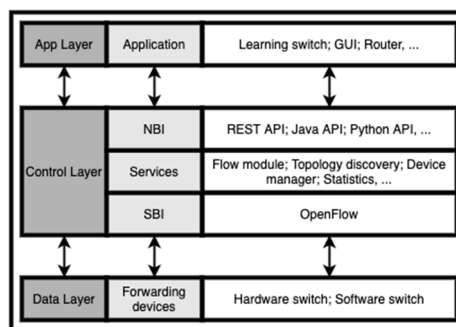 App Layer
Application
Learning switch; GUI; Router, ...
Control Layer
NBI
REST API; Java API; Python API, ...
Services
Flow module; Topology discovery; Device
manager; Statistics, ...
SBI
OpenFlow
Data Layer
Forwarding
devices
Hardware switch; Software switch